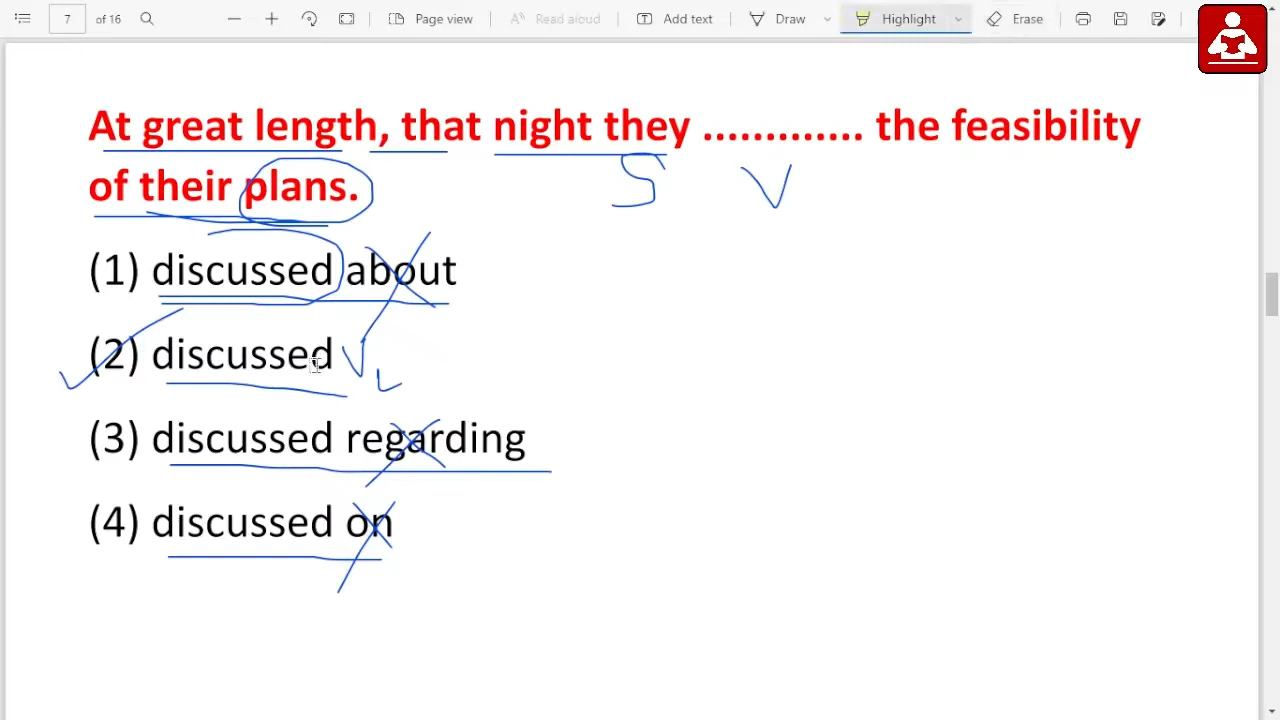 7 of 16 Page view Read aloud Add text Draw Highlight Erase
At great length, that night they ............. the feasibility
of their plans.
S V
(1) discussed about
(2) discussed
(3) discussed regarding
(4) discussed on